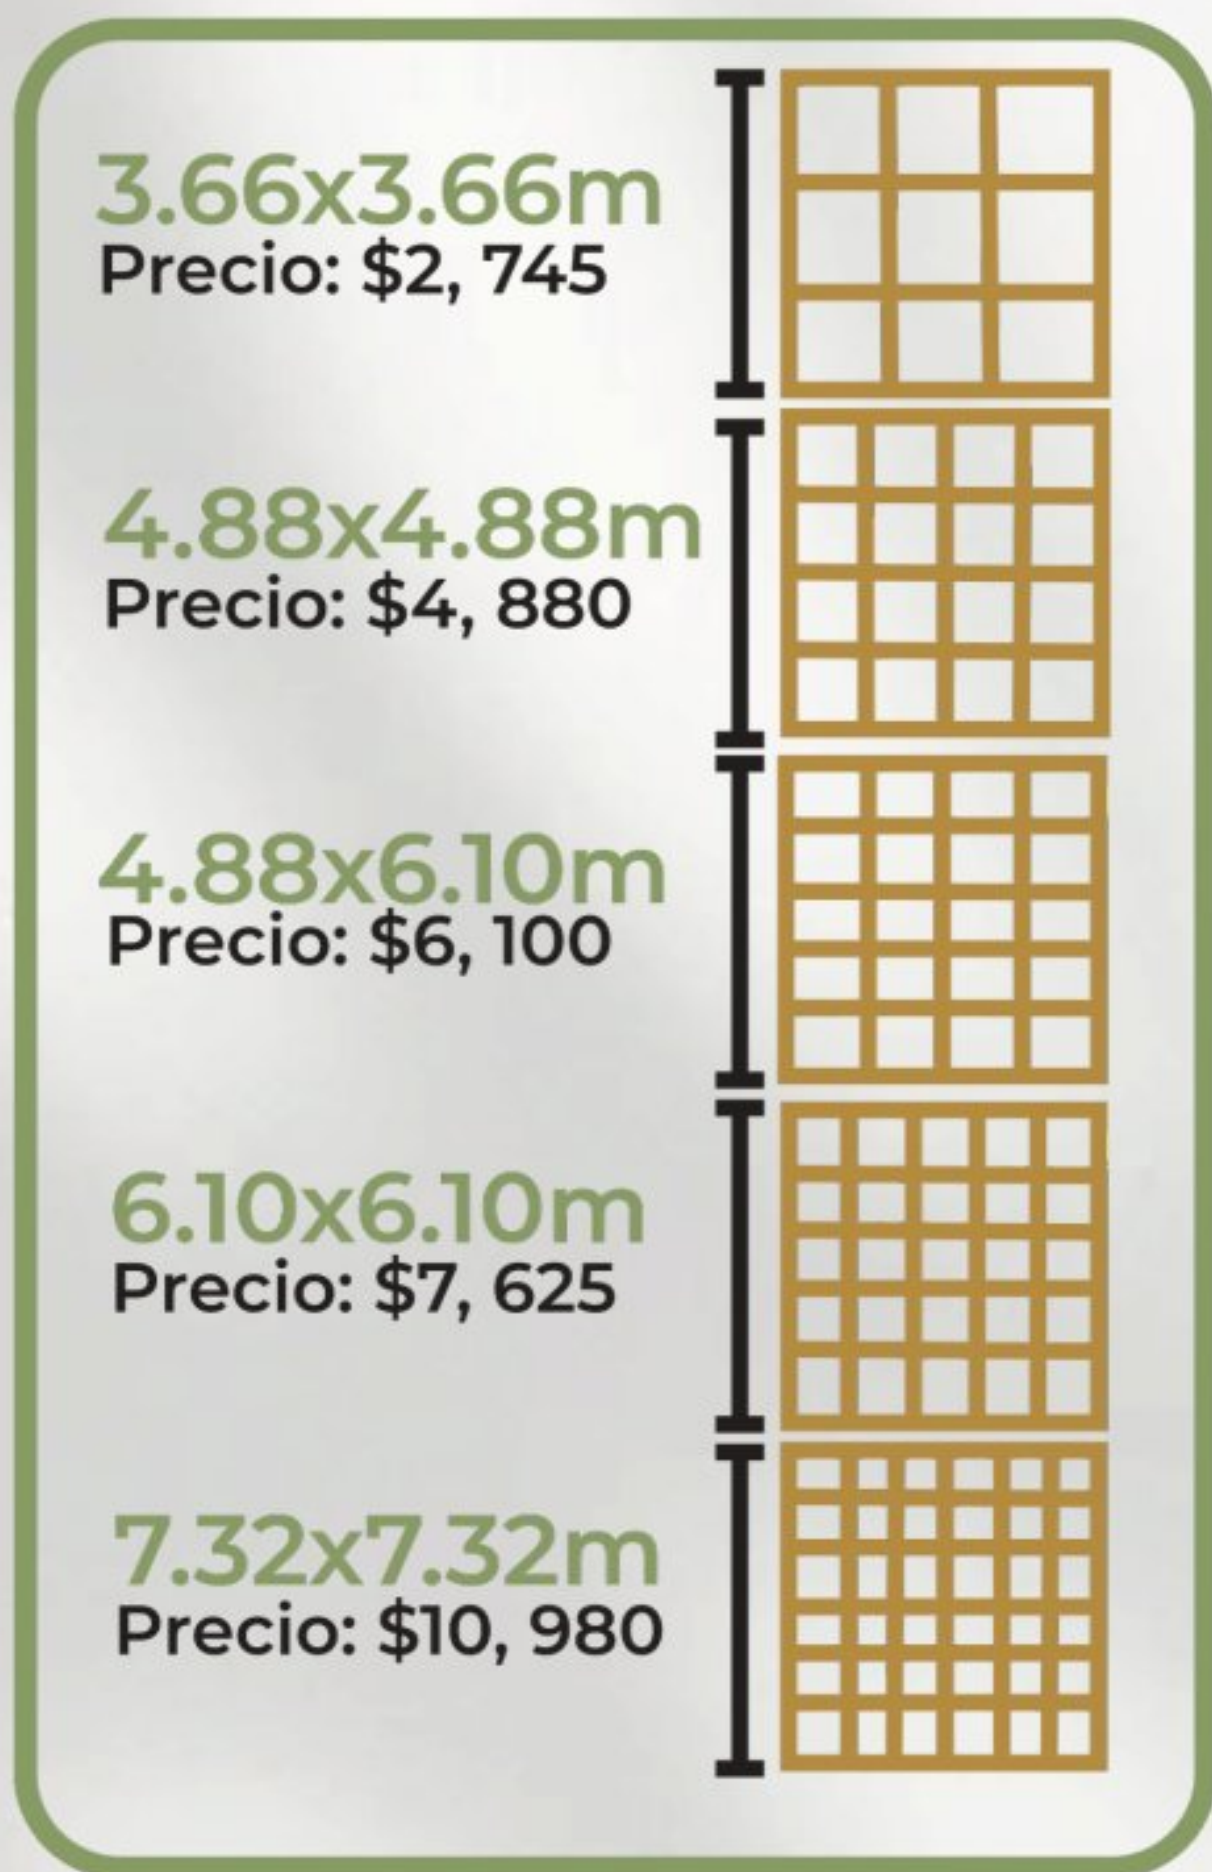 3.66x3.66m
Precio: $2, 745
4.88x4.88m
Precio: $4, 880
4.88x6.10m
Precio: $6, 100
6.10x6.10m
Precio: $7, 625
7.32x7.32m
Precio: $10, 980